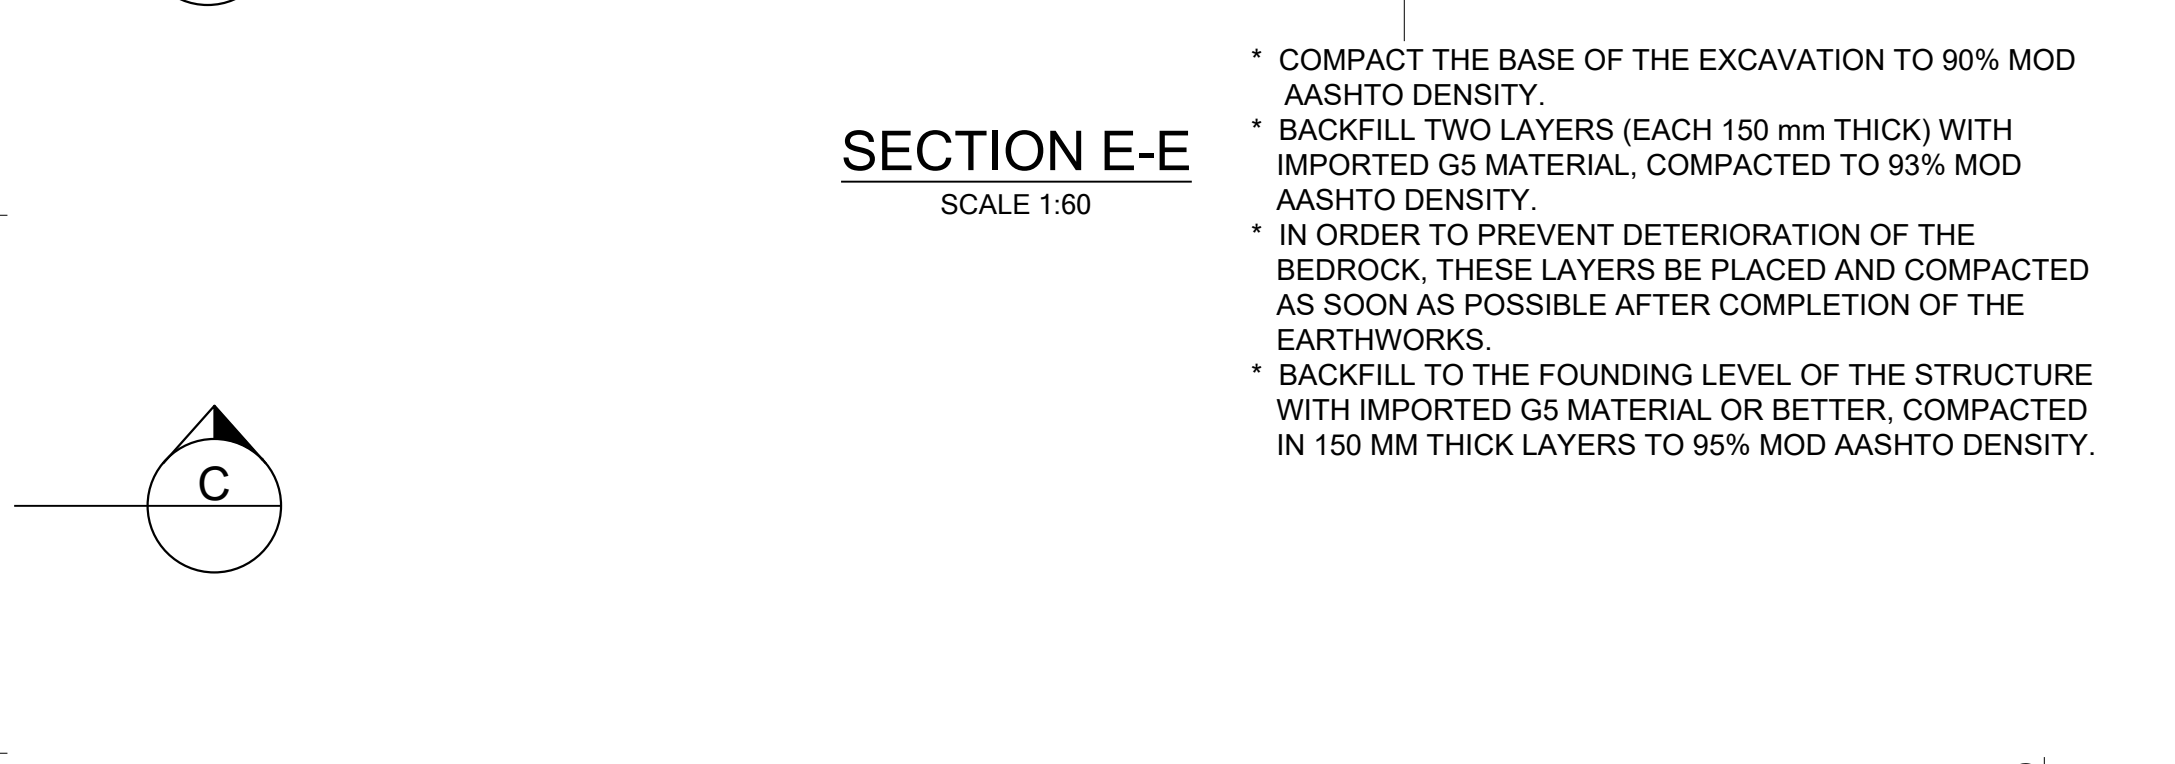 * COMPACT THE BASE OF THE EXCAVATION TO 90% MOD
AASHTO DENSITY.
* BACKFILL TWO LAYERS (EACH 150 mm THICK) WITH
IMPORTED G5 MATERIAL, COMPACTED TO 93% MOD
AASHTO DENSITY.
* IN ORDER TO PREVENT DETERIORATION OF THE
BEDROCK, THESE LAYERS BE PLACED AND COMPACTED
AS SOON AS POSSIBLE AFTER COMPLETION OF THE
EARTHWORKS.
* BACKFILL TO THE FOUNDING LEVEL OF THE STRUCTURE
WITH IMPORTED G5 MATERIAL OR BETTER, COMPACTED
IN 150 MM THICK LAYERS TO 95% MOD AASHTO DENSITY.
SECTION E-E
SCALE 1:60
C